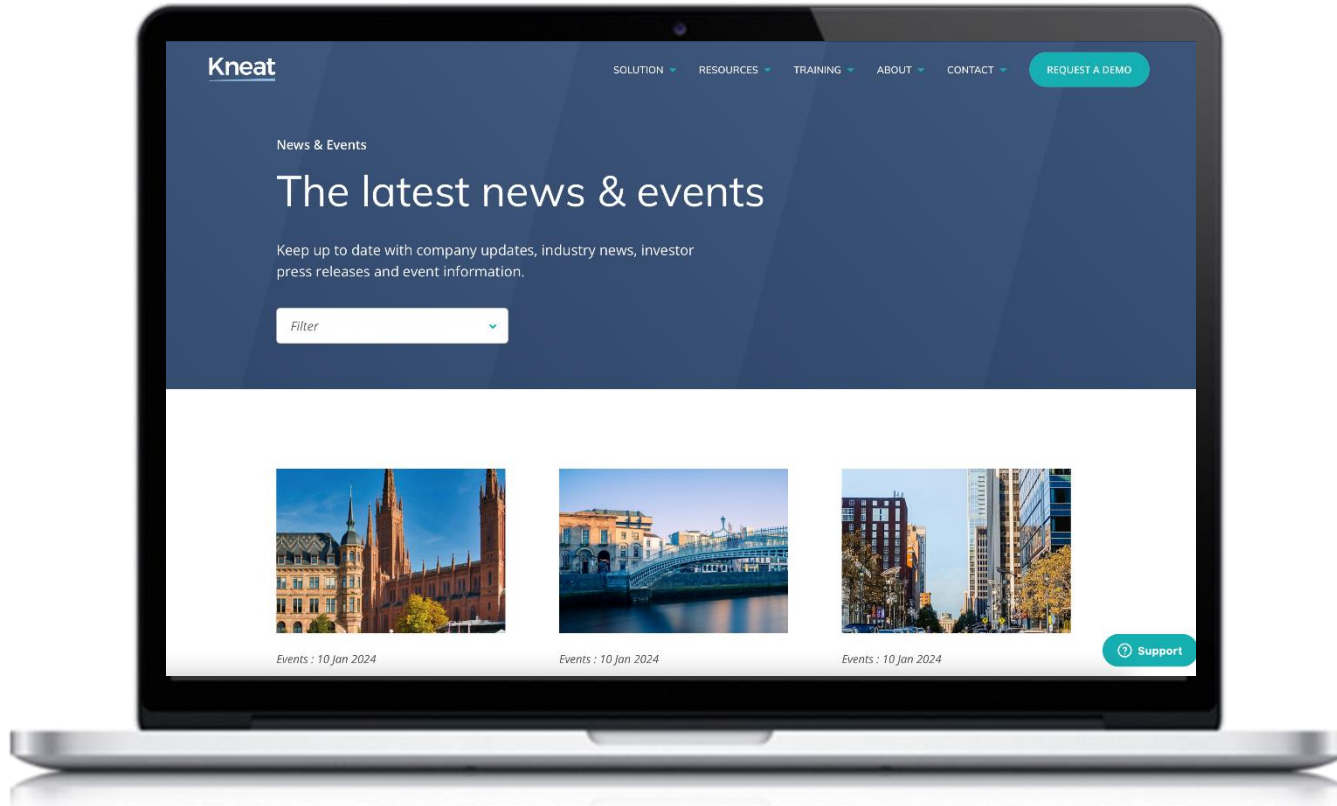 Kneat
SOLUTION
RESOURCES
TRAINING
ABOUT
CONTACT
REQUEST A DEMO
News & Events
The latest news & events
Keep up to date with company updates, industry news, investor
press releases and event information.
Filter
Events : 10 Jan 2024
Events : 10 Jan 2024
Events : 10 Jan 2024
? Support